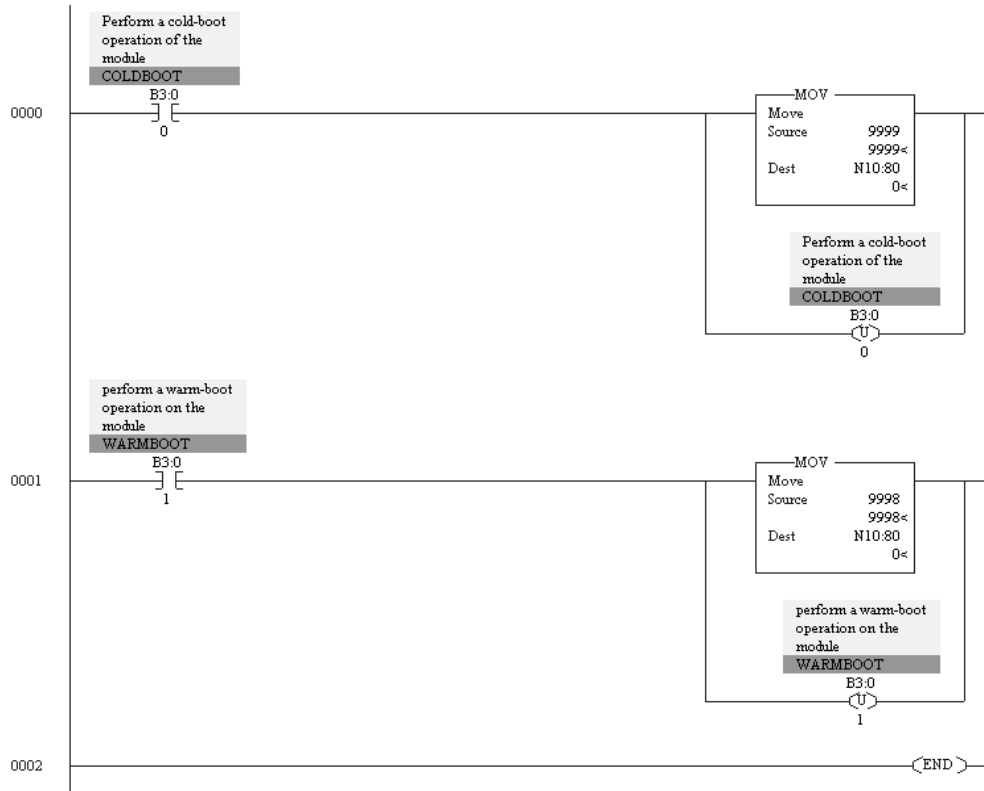 Perform a cold-boot
operation of the
module
COLDBOOT
B3:0
0000
0
MOV
Move
Source 9999
9999<
Dest N10:80
0<
Perform a cold-boot
operation of the
module
COLDBOOT
B3:0
U
0
perform a warm-boot
operation on the
module
WARMBOOT
B3:0
0001
1
MOV
Move
Source 9998
9998<
Dest N10:80
0<
perform a warm-boot
operation on the
module
WARMBOOT
B3:0
U
1
0002
END